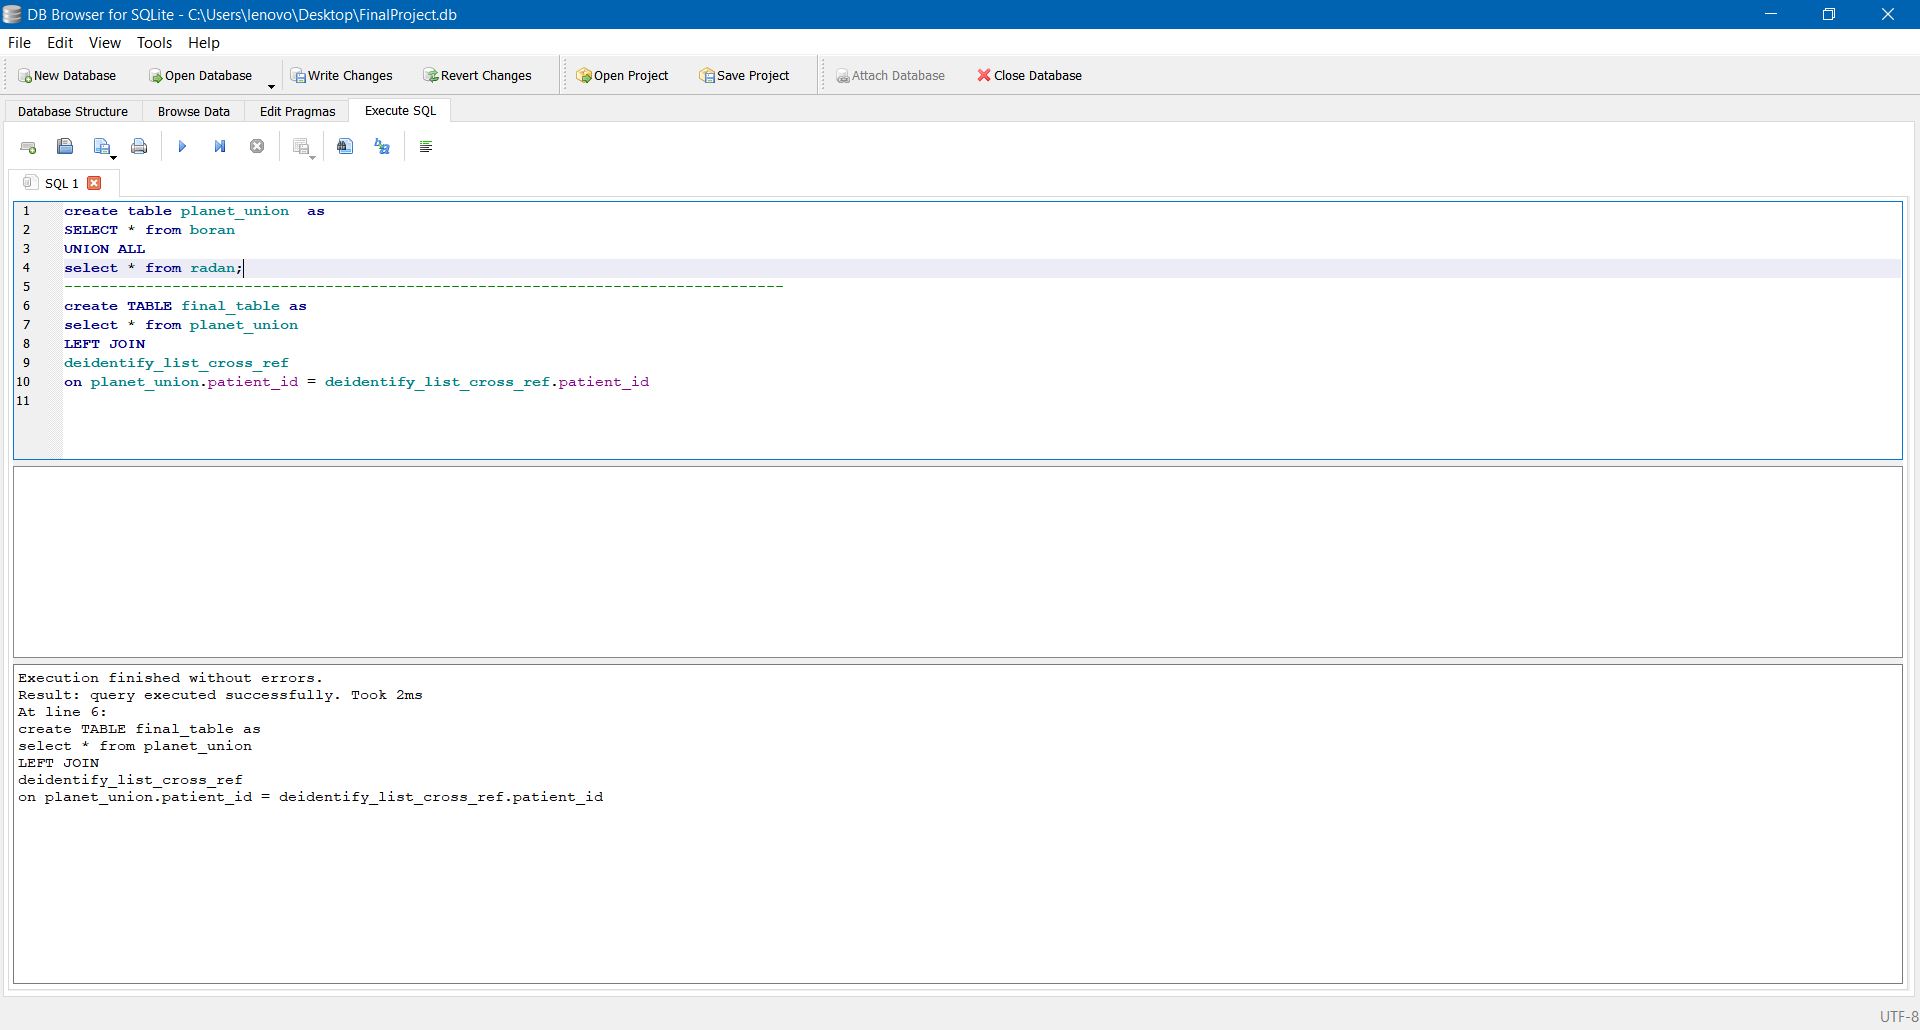 DB Browser for SQLite - C:\Users\lenovo\Desktop\FinalProject.db
File Edit View Tools Help
New Database Open Database Write Changes Revert Changes Open Project Save Project Attach Database Close Database
Database Structure Browse Data Edit Pragmas Execute SQL
SQL 1
1 create table planet_union  as
2 SELECT * from boran
3 UNION ALL
4 select * from radan;
5 --------------------------------------------------------------------------------
6 create TABLE final_table as
7 select * from planet_union
8 LEFT JOIN
9 deidentify_list_cross_ref
10 on planet_union.patient_id = deidentify_list_cross_ref.patient_id
11
Execution finished without errors.
Result: query executed successfully. Took 2ms
At line 6:
create TABLE final_table as
select * from planet_union
LEFT JOIN
deidentify_list_cross_ref
on planet_union.patient_id = deidentify_list_cross_ref.patient_id
UTF-8